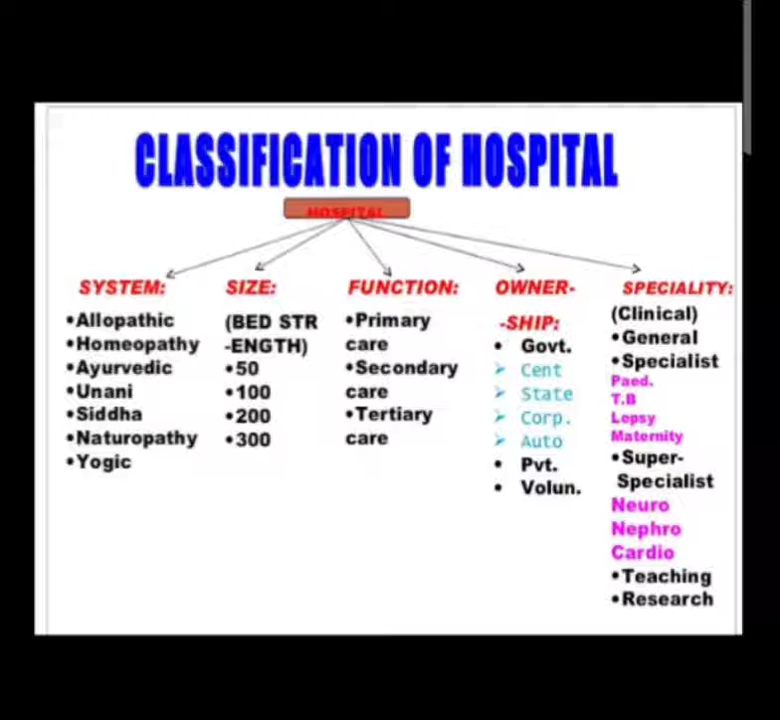 CLASSIFICATION OF HOSPITAL
HOSPITAL
SYSTEM:
•Allopathic
•Homeopathy
•Ayurvedic
•Unani
•Siddha
•Naturopathy
•Yogic
SIZE:
(BED STR
-ENGTH)
•50
•100
•200
•300
FUNCTION:
•Primary
care
•Secondary
care
•Tertiary
care
OWNER-
-SHIP:
• Govt.
➢ Cent
➢ State
➢ Corp.
➢ Auto
• Pvt.
• Volun.
SPECIALITY:
(Clinical)
•General
•Specialist
Paed.
T.B
Lepsy
Maternity
•Super-
Specialist
Neuro
Nephro
Cardio
•Teaching
•Research